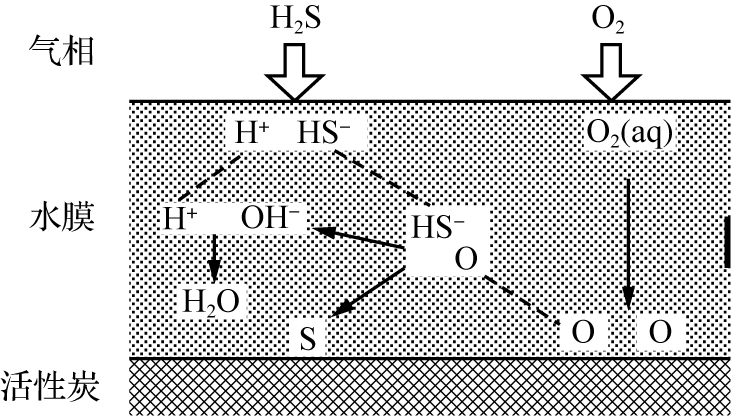 H₂S O₂
气相
H⁺ HS⁻ O₂(aq)
水膜
H⁺ OH⁻ HS⁻
O
H₂O
S O O
活性炭